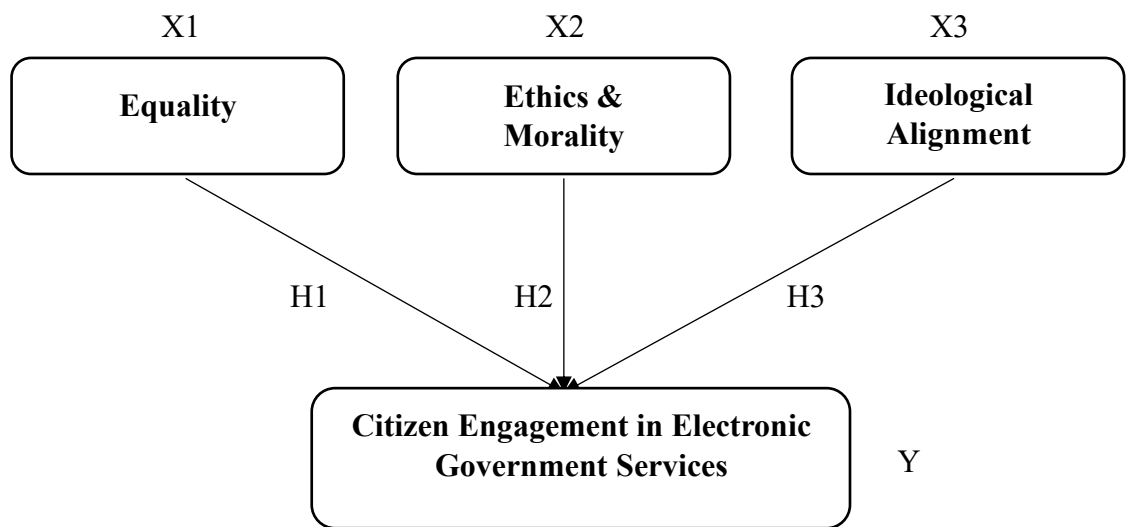 X1
X2
X3
Equality
Ethics &
Morality
Ideological
Alignment
H1
H2
H3
Citizen Engagement in Electronic
Government Services
Y